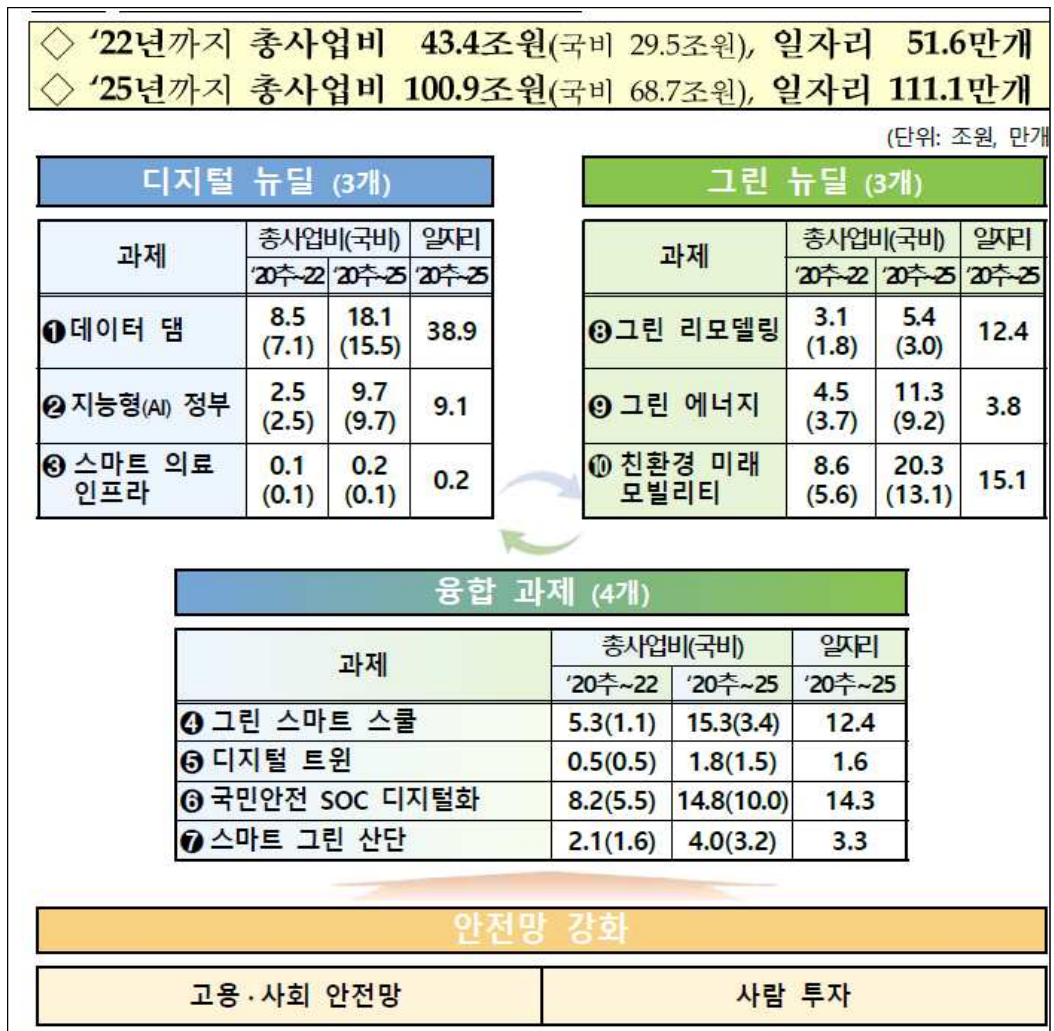 ◇ ‘22년까지 총사업비 43.4조원(국비 29.5조원), 일자리 51.6만개
◇ ‘25년까지 총사업비 100.9조원(국비 68.7조원), 일자리 111.1만개
(단위: 조원, 만개
디지털 뉴딜 (3개)
과제 총사업비(국비) 일자리
‘20추~22 ‘20추~25 ‘20추~25
❶데이터 댐 8.5 (7.1) 18.1 (15.5) 38.9
❷지능형(AI) 정부 2.5 (2.5) 9.7 (9.7) 9.1
❸스마트 의료 인프라 0.1 (0.1) 0.2 (0.1) 0.2
그린 뉴딜 (3개)
과제 총사업비(국비) 일자리
‘20추~22 ‘20추~25 ‘20추~25
❽그린 리모델링 3.1 (1.8) 5.4 (3.0) 12.4
❾그린 에너지 4.5 (3.7) 11.3 (9.2) 3.8
❿친환경 미래 모빌리티 8.6 (5.6) 20.3 (13.1) 15.1
융합 과제 (4개)
과제 총사업비(국비) 일자리
‘20추~22 ‘20추~25 ‘20추~25
❹그린 스마트 스쿨 5.3(1.1) 15.3(3.4) 12.4
❺디지털 트윈 0.5(0.5) 1.8(1.5) 1.6
❻국민안전 SOC 디지털화 8.2(5.5) 14.8(10.0) 14.3
❼스마트 그린 산단 2.1(1.6) 4.0(3.2) 3.3
안전망 강화
고용·사회 안전망 사람 투자